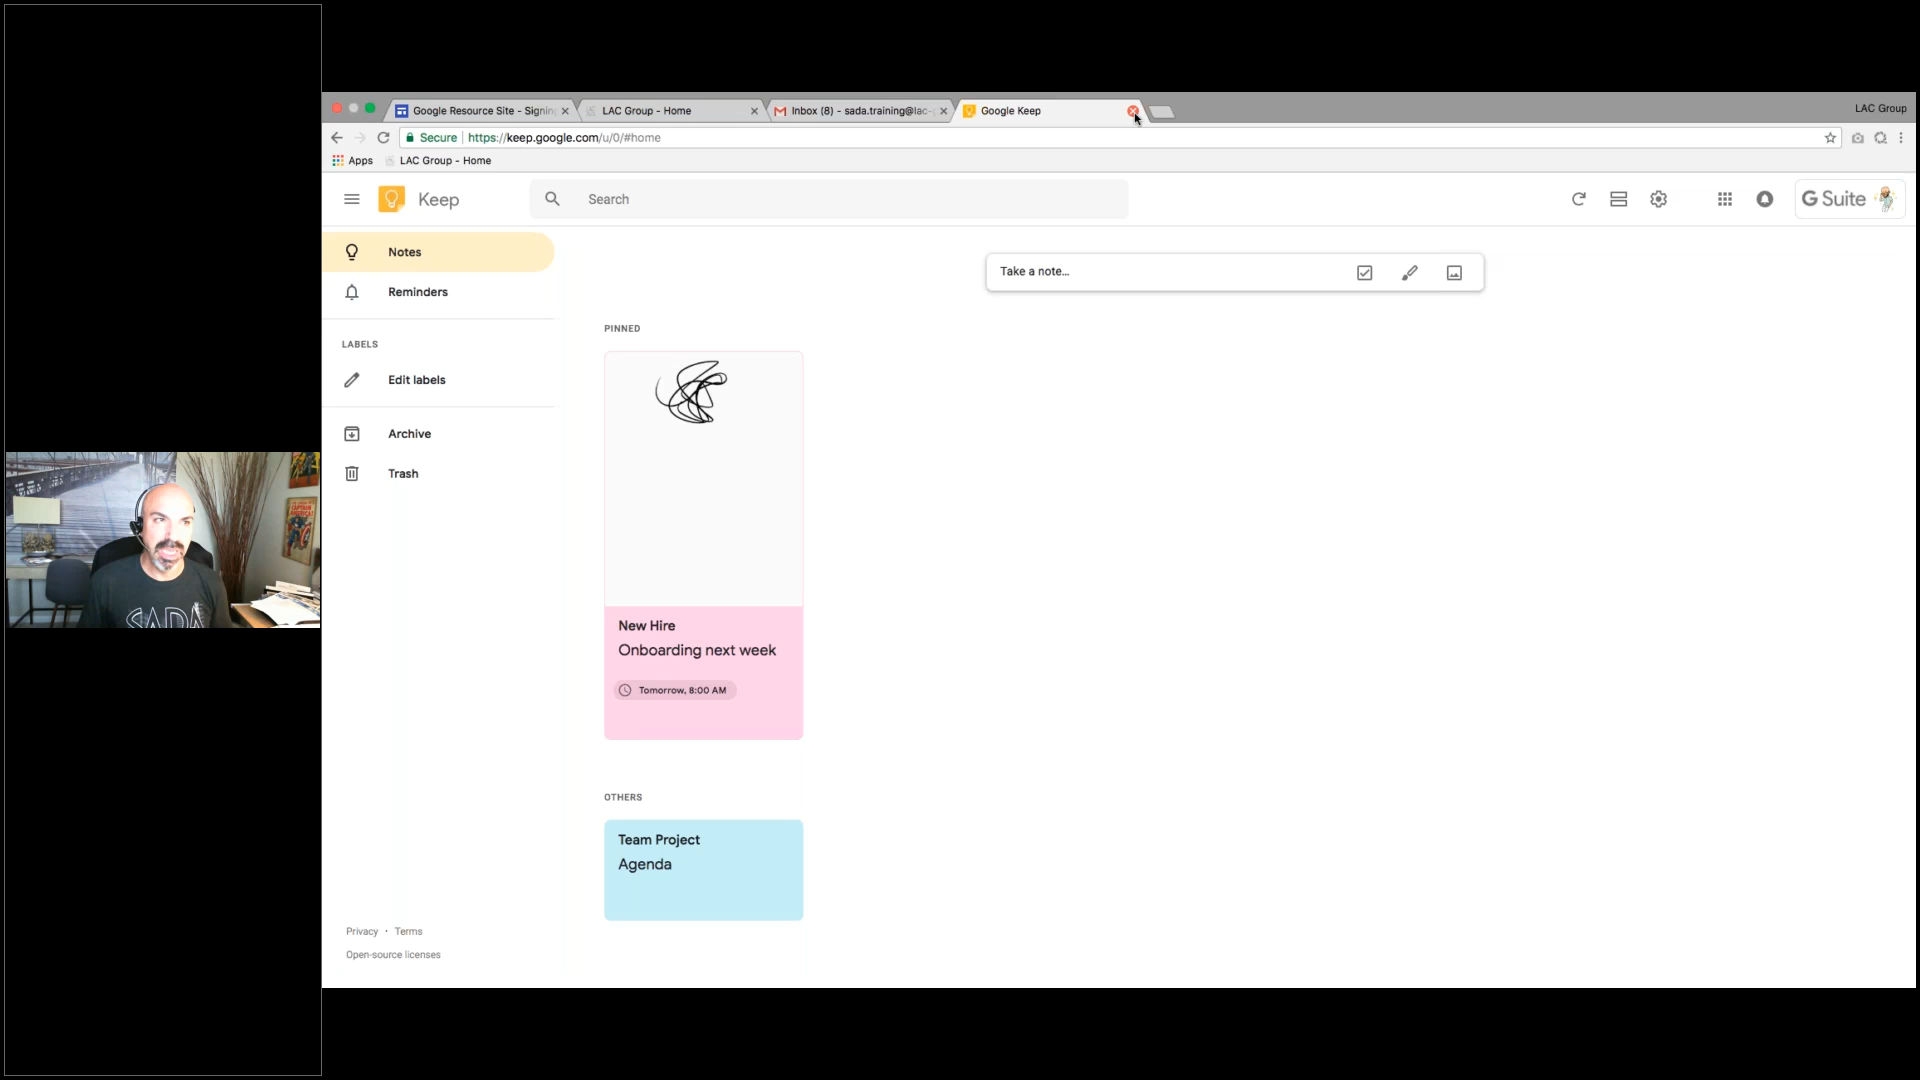 Google Resource Site - Signin
LAC Group - Home
Inbox (8) - sada.training@lac-
Google Keep
LAC Group
Secure
https://keep.google.com/u/0/#home
Apps
LAC Group - Home
Keep
Search
G Suite
Notes
Take a note...
Reminders
PINNED
LABELS
Edit labels
Archive
Trash
New Hire
Onboarding next week
Tomorrow, 8:00 AM
OTHERS
Team Project
Agenda
Privacy · Terms
Open-source licenses
CAPTAIN AMERICA
SADA